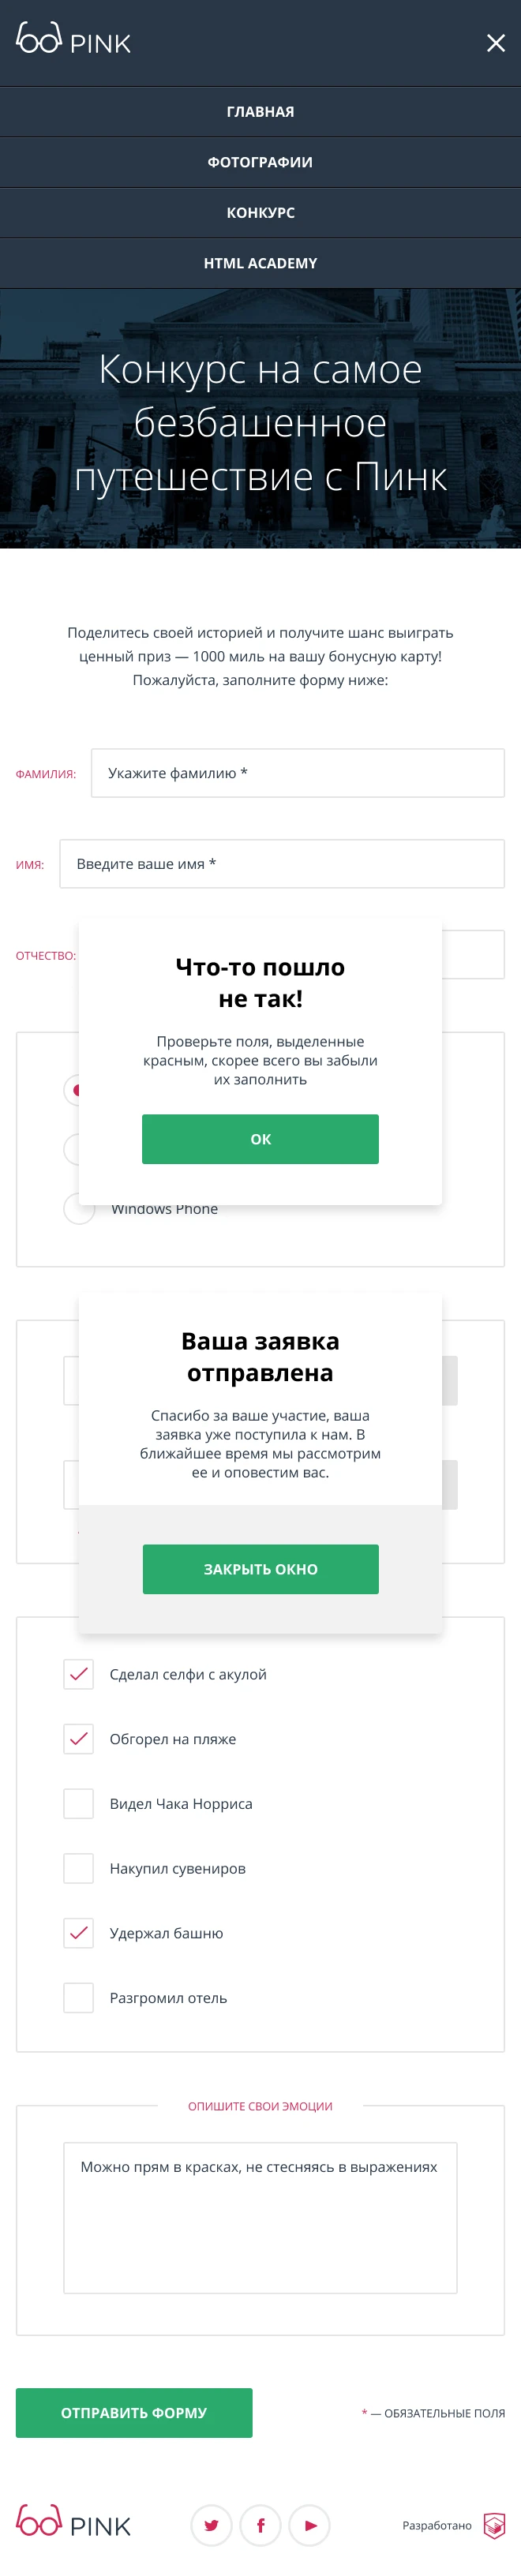 PINK
ГЛАВНАЯ
ФОТОГРАФИИ
КОНКУРС
HTML ACADEMY
Конкурс на самое
безбашенное
путешествие с Пинк
Поделитесь своей историей и получите шанс выиграть
ценный приз — 1000 миль на вашу бонусную карту!
Пожалуйста, заполните форму ниже:
ФАМИЛИЯ:
Укажите фамилию *
ИМЯ:
Введите ваше имя *
ОТЧЕСТВО:
Что-то пошло
не так!
Проверьте поля, выделенные
красным, скорее всего вы забыли
их заполнить
ОК
Windows Phone
Ваша заявка
отправлена
Спасибо за ваше участие, ваша
заявка уже поступила к нам. В
ближайшее время мы рассмотрим
ее и оповестим вас.
ЗАКРЫТЬ ОКНО
Сделал селфи с акулой
Обгорел на пляже
Видел Чака Норриса
Накупил сувениров
Удержал башню
Разгромил отель
ОПИШИТЕ СВОИ ЭМОЦИИ
Можно прям в красках, не стесняясь в выражениях
ОТПРАВИТЬ ФОРМУ
* — ОБЯЗАТЕЛЬНЫЕ ПОЛЯ
PINK
Разработано